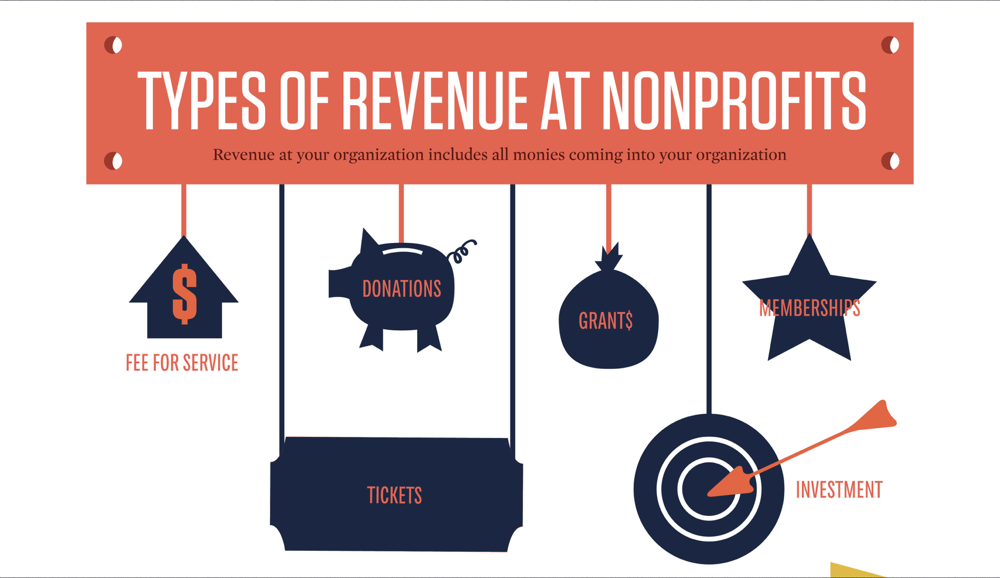 TYPES OF REVENUE AT NONPROFITS
Revenue at your organization includes all monies coming into your organization
$
FEE FOR SERVICE
DONATIONS
GRANT$
MEMBERSHIPS
TICKETS
INVESTMENT